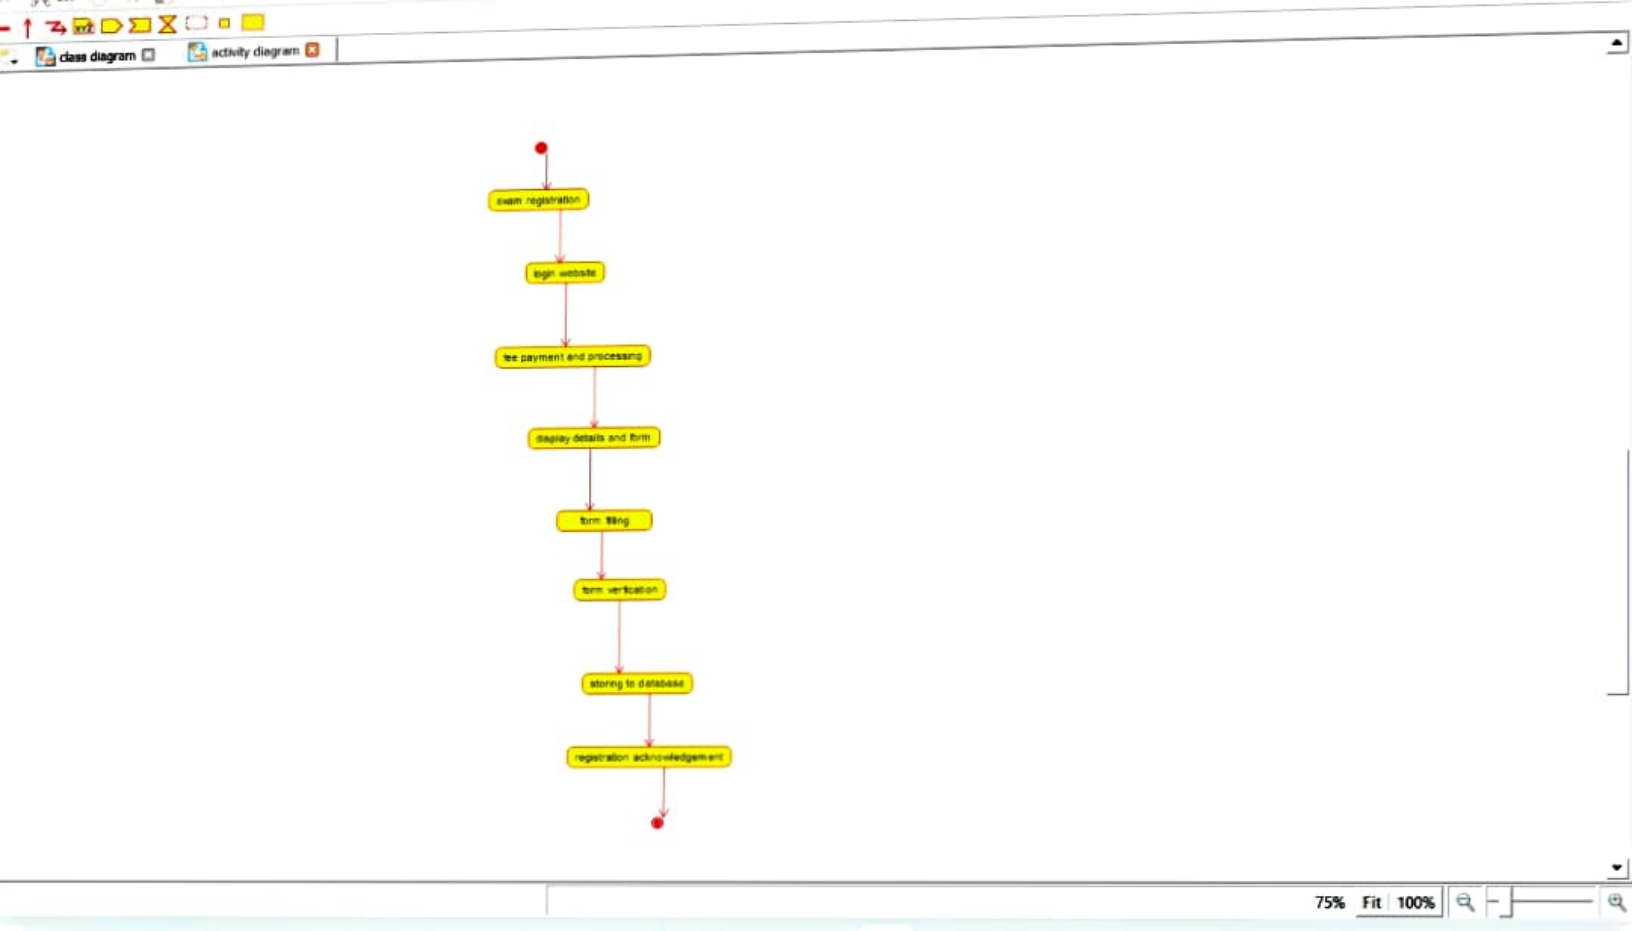 class diagram
activity diagram
exam registration
login website
fee payment and processing
display details and form
form filling
form verfication
storing to database
registration acknowledgement
75% Fit 100%